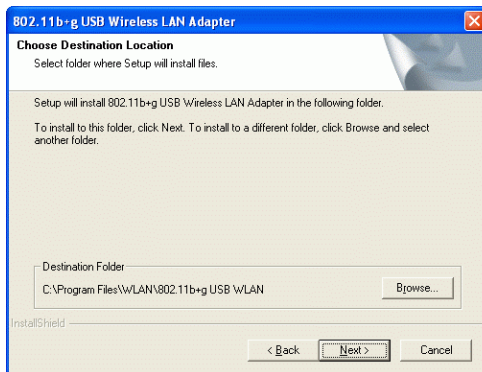 802.11b+g USB Wireless LAN Adapter
Choose Destination Location
Select folder where Setup will install files.
Setup will install 802.11b+g USB Wireless LAN Adapter in the following folder.
To install to this folder, click Next. To install to a different folder, click Browse and select
another folder.
Destination Folder
C:\Program Files\WLAN\802.11b+g USB WLAN
Browse...
InstallShield
< Back
Next >
Cancel